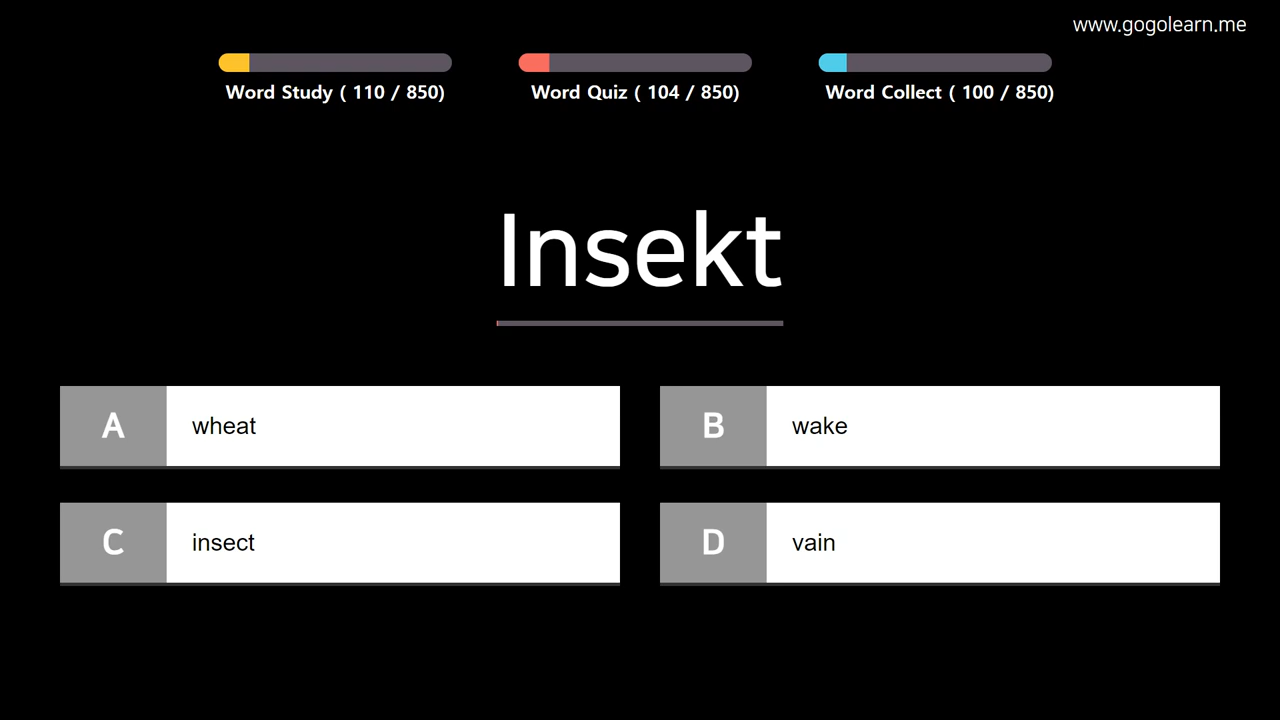 www.gogolearn.me
Word Study ( 110 / 850)
Word Quiz ( 104 / 850)
Word Collect ( 100 / 850)
Insekt
A wheat
B wake
C insect
D vain